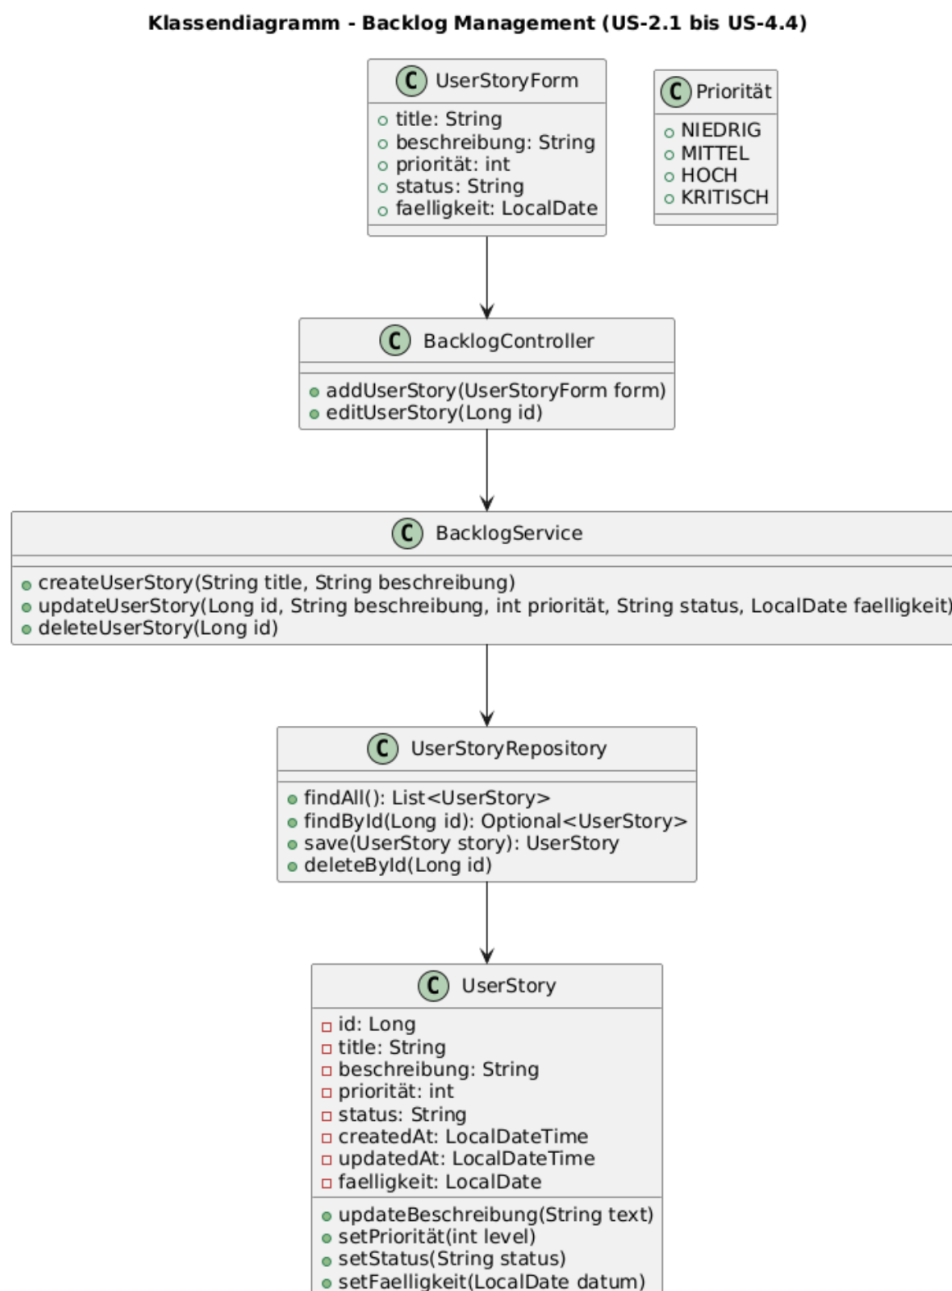 Klassendiagramm - Backlog Management (US-2.1 bis US-4.4)
C UserStoryForm
title: String
beschreibung: String
priorität: int
status: String
faelligkeit: LocalDate
C Priorität
NIEDRIG
MITTEL
HOCH
KRITISCH
C BacklogController
addUserStory(UserStoryForm form)
editUserStory(Long id)
C BacklogService
createUserStory(String title, String beschreibung)
updateUserStory(Long id, String beschreibung, int priorität, String status, LocalDate faelligkeit)
deleteUserStory(Long id)
C UserStoryRepository
findAll(): List<UserStory>
findById(Long id): Optional<UserStory>
save(UserStory story): UserStory
deleteById(Long id)
C UserStory
id: Long
title: String
beschreibung: String
priorität: int
status: String
createdAt: LocalDateTime
updatedAt: LocalDateTime
faelligkeit: LocalDate
updateBeschreibung(String text)
setPriorität(int level)
setStatus(String status)
setFaelligkeit(LocalDate datum)